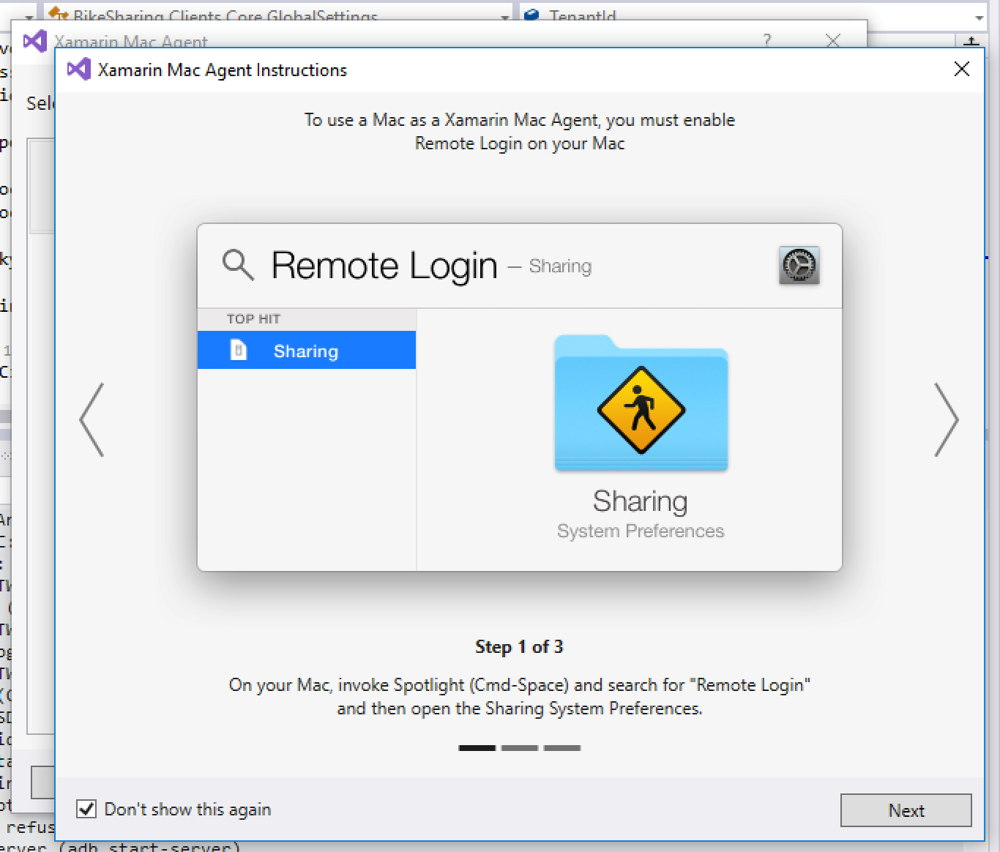 BikeSharing.Clients.Core.GlobalSettings
TenantId
Xamarin Mac Agent
?
Xamarin Mac Agent Instructions
To use a Mac as a Xamarin Mac Agent, you must enable
Remote Login on your Mac
Remote Login — Sharing
TOP HIT
Sharing
Sharing
System Preferences
Step 1 of 3
On your Mac, invoke Spotlight (Cmd-Space) and search for "Remote Login"
and then open the Sharing System Preferences.
Don't show this again
Next
(adb start-server)